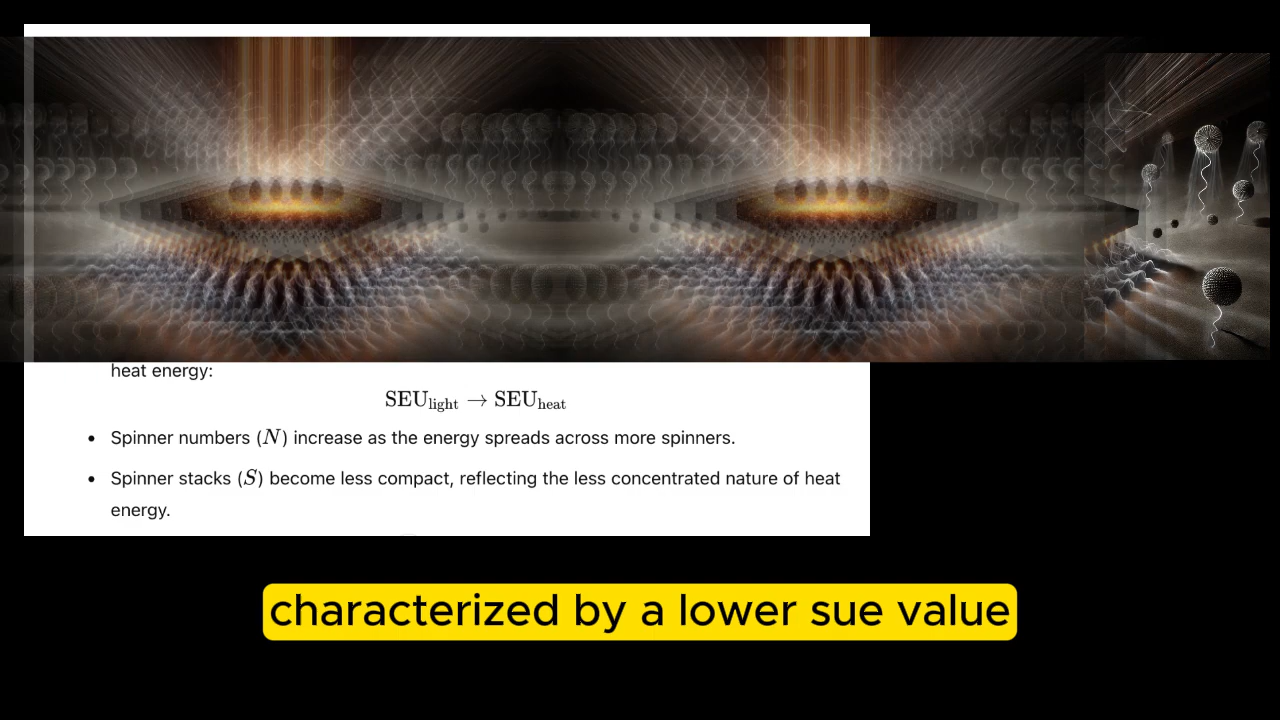 heat energy:
SEU_light → SEU_heat
• Spinner numbers (N) increase as the energy spreads across more spinners.
• Spinner stacks (S) become less compact, reflecting the less concentrated nature of heat
energy.
characterized by a lower sue value